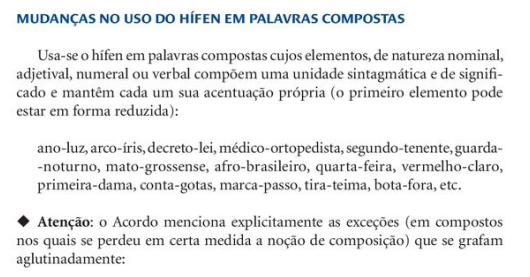 MUDANÇAS NO USO DO HÍFEN EM PALAVRAS COMPOSTAS
Usa-se o hífen em palavras compostas cujos elementos, de natureza nominal,
adjetival, numeral ou verbal compõem uma unidade sintagmática e de signifi-
cado e mantêm cada um sua acentuação própria (o primeiro elemento pode
estar em forma reduzida):
ano-luz, arco-íris, decreto-lei, médico-ortopedista, segundo-tenente, guarda-
-noturno, mato-grossense, afro-brasileiro, quarta-feira, vermelho-claro,
primeira-dama, conta-gotas, marca-passo, tira-teima, bota-fora, etc.
◆ Atenção: o Acordo menciona explicitamente as exceções (em compostos
nos quais se perdeu em certa medida a noção de composição) que se grafam
aglutinadamente: